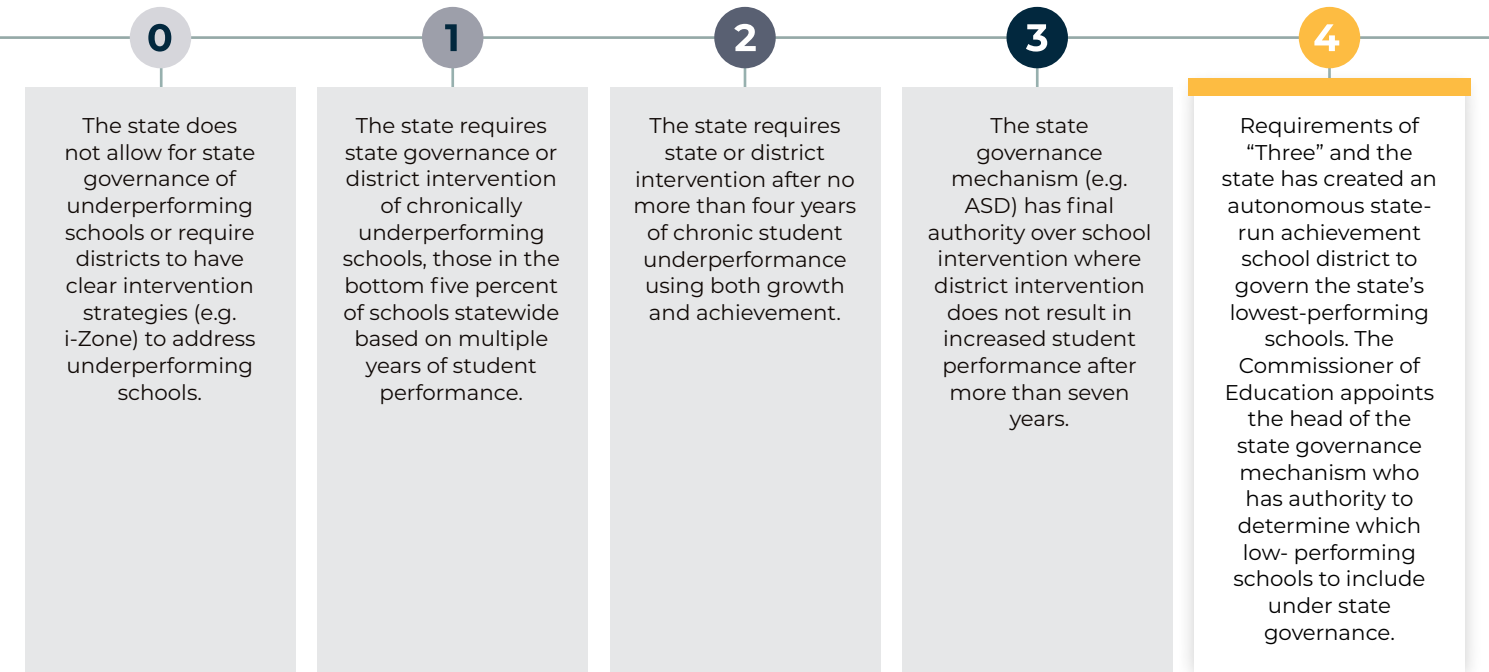 0
The state does
not allow for state
governance of
underperforming
schools or require
districts to have
clear intervention
strategies (e.g.
i-Zone) to address
underperforming
schools.
1
The state requires
state governance or
district intervention
of chronically
underperforming
schools, those in the
bottom five percent
of schools statewide
based on multiple
years of student
performance.
2
The state requires
state or district
intervention after no
more than four years
of chronic student
underperformance
using both growth
and achievement.
3
The state
governance
mechanism (e.g.
ASD) has final
authority over school
intervention where
district intervention
does not result in
increased student
performance after
more than seven
years.
4
Requirements of
“Three” and the
state has created an
autonomous state-
run achievement
school district to
govern the state’s
lowest-performing
schools. The
Commissioner of
Education appoints
the head of the
state governance
mechanism who
has authority to
determine which
low- performing
schools to include
under state
governance.